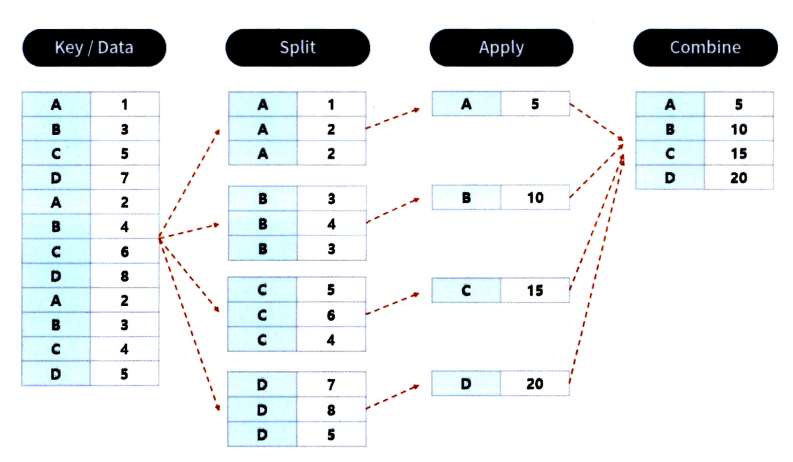 Key / Data
A 1
B 3
C 5
D 7
A 2
B 4
C 6
D 8
A 2
B 3
C 4
D 5
Split
A 1
A 2
A 2
B 3
B 4
B 3
C 5
C 6
C 4
D 7
D 8
D 5
Apply
A 5
B 10
C 15
D 20
Combine
A 5
B 10
C 15
D 20